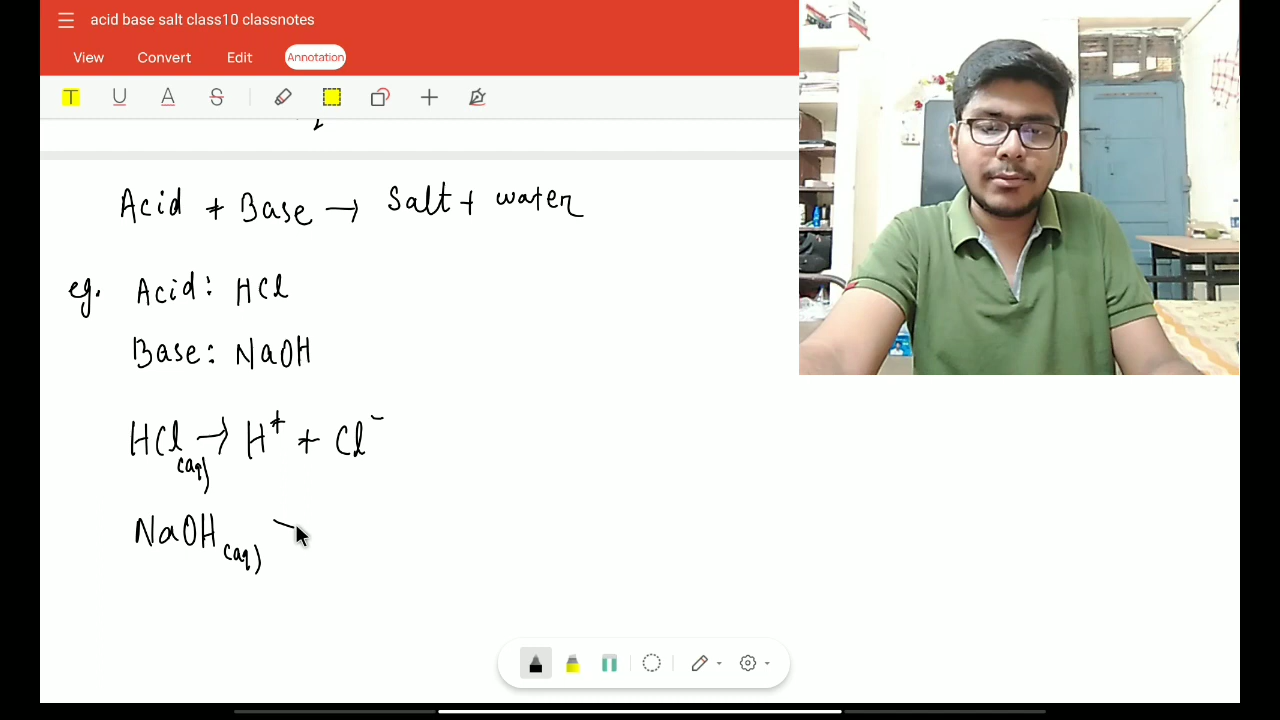 acid base salt class10 classnotes
View Convert Edit Annotation
T U A S
Acid + Base → Salt + water
eg. Acid: HCl
Base: NaOH
HCl(aq) → H⁺ + Cl⁻
NaOH(aq)